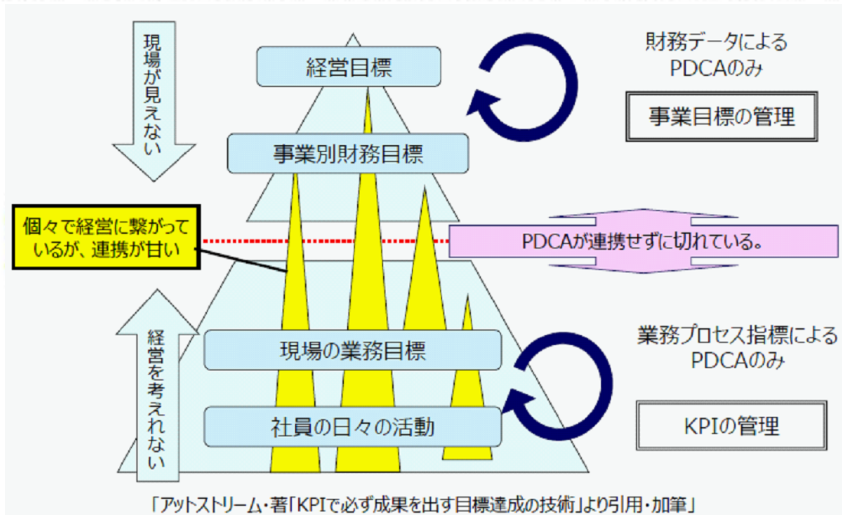 現場が見えない
経営目標
財務データによる
PDCAのみ
事業目標の管理
事業別財務目標
個々で経営に繋がって
いるが、連携が甘い
PDCAが連携せずに切れている。
経営を考えれない
現場の業務目標
業務プロセス指標による
PDCAのみ
社員の日々の活動
KPIの管理
「アットストリーム・著「KPIで必ず成果を出す目標達成の技術」より引用・加筆」